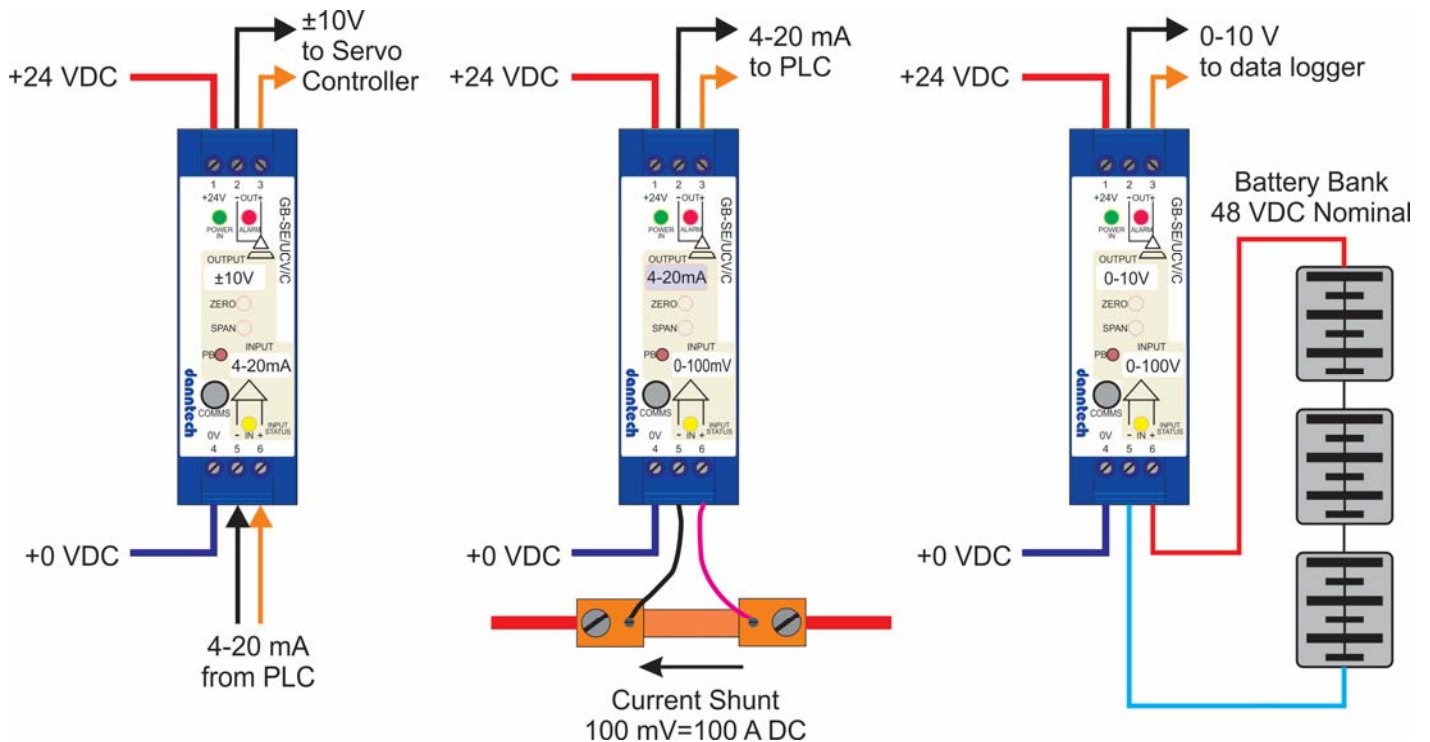 ±10V
to Servo
Controller
+24 VDC
1 2 3
+24V -OUT+
POWER IN ALARM
GB-SE/UCV/C
OUTPUT
±10V
ZERO
SPAN
INPUT
PB
4-20mA
danntech
COMMS
INPUT STATUS
0V - IN +
4 5 6
+0 VDC
4-20 mA
from PLC
4-20 mA
to PLC
+24 VDC
1 2 3
+24V -OUT+
POWER IN ALARM
GB-SE/UCV/C
OUTPUT
4-20mA
ZERO
SPAN
INPUT
PB
0-100mV
danntech
COMMS
INPUT STATUS
0V - IN +
4 5 6
+0 VDC
Current Shunt
100 mV=100 A DC
0-10 V
to data logger
+24 VDC
1 2 3
+24V -OUT+
POWER IN ALARM
GB-SE/UCV/C
OUTPUT
0-10V
ZERO
SPAN
INPUT
PB
0-100V
danntech
COMMS
INPUT STATUS
0V - IN +
4 5 6
+0 VDC
Battery Bank
48 VDC Nominal